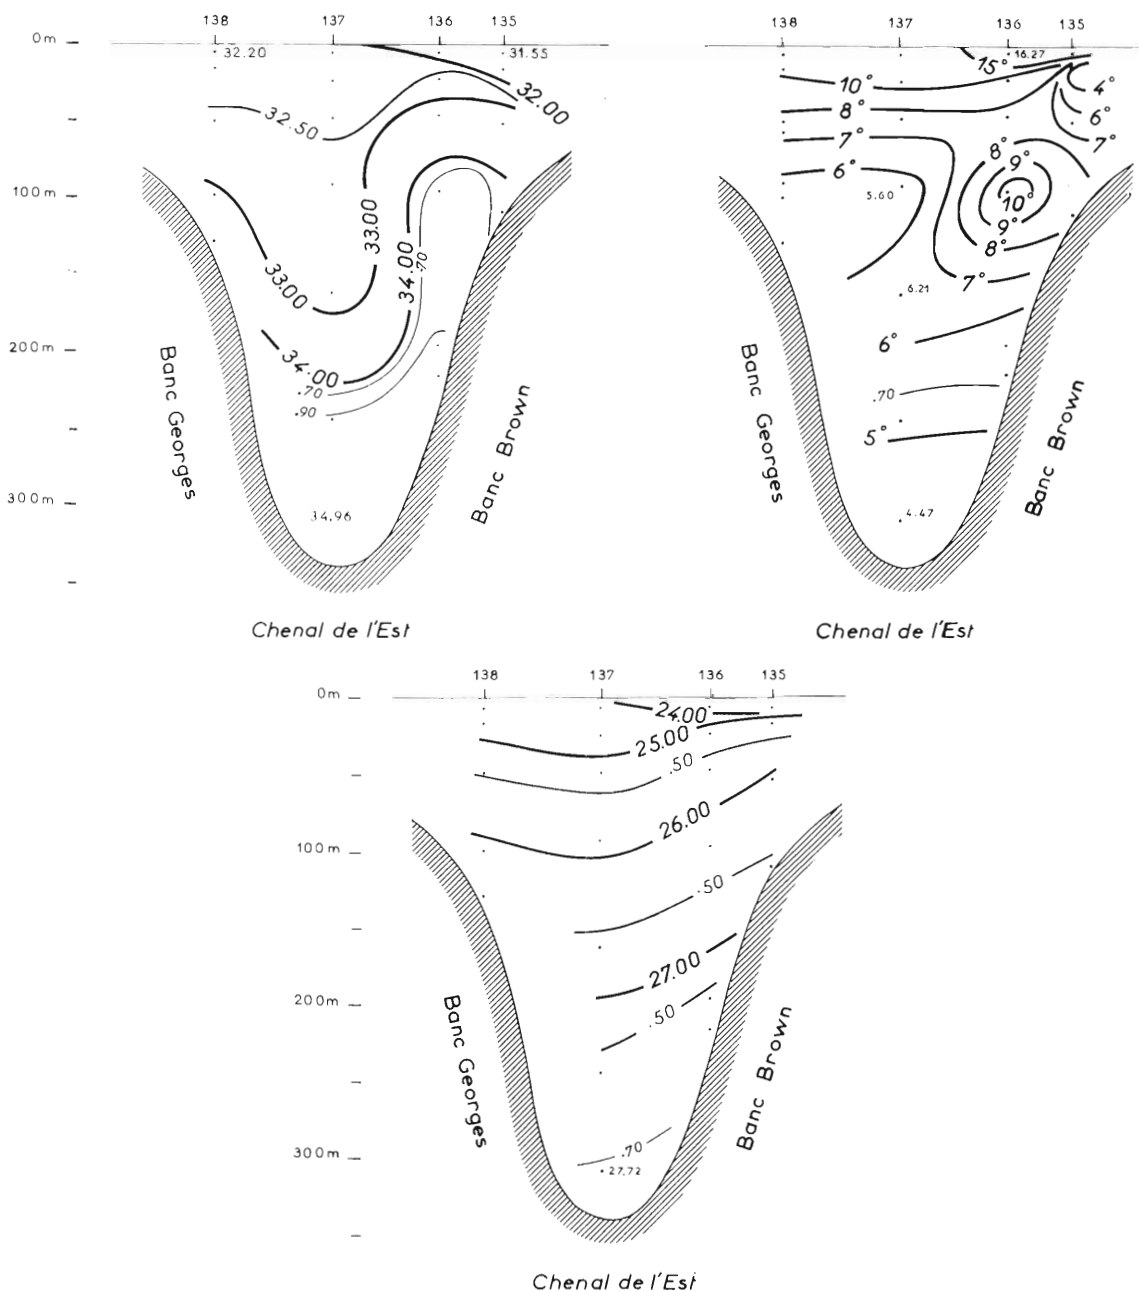 138 137 136 135
0m
32.20
31.55
32.00
32.50
100m
33.00
34.00
.70
33.00
200m
34.00
.70
.90
300m
34.96
Banc Georges
Banc Brown
Chenal de l'Est
138 137 136 135
16.27
15°
10°
4°
8°
6°
7°
7°
8°
6°
9°
5.60
10°
9°
8°
7°
6.21
6°
.70
5°
4.47
Banc Georges
Banc Brown
Chenal de l'Est
138 137 136 135
0m
24.00
25.00
.50
26.00
100m
.50
27.00
200m
.50
300m
.70
27.72
Banc Georges
Banc Brown
Chenal de l'Est